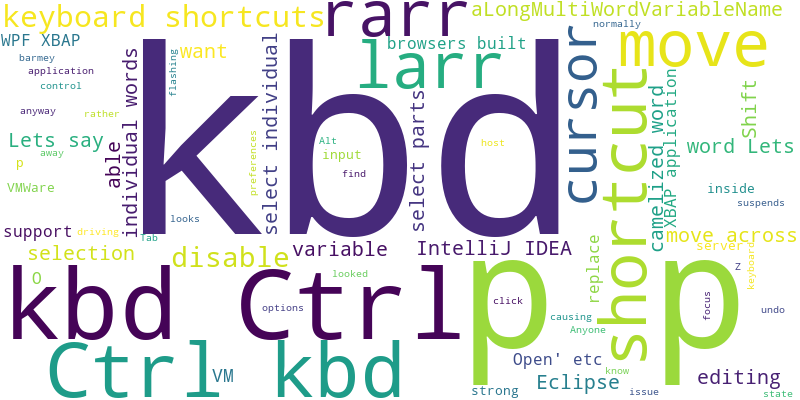 keyboard shortcuts
rarr
aLongMultiWordVariableName
normally
WPF XBAP
want
browsers built
move
barmey
application
control
flashing
larr
cursor
individual words
select individual
kbd
select parts
shortcut
camelized word
XBAP application
Shift
anyway
rather
Lets say
able
away
p
VMWare
preferences
Alt
input
find
host
word Lets
inside
suspends
looks
support
driving
Tab
selection
disable
variable
IntelliJ IDEA
move across
server
keyboard
O
looked
replace
Z
kbd Ctrl
options
p
click
p
focus
undo
causing
Anyone
Ctrl kbd
VM
Open' etc
know
strong
Eclipse
issue
editing
state